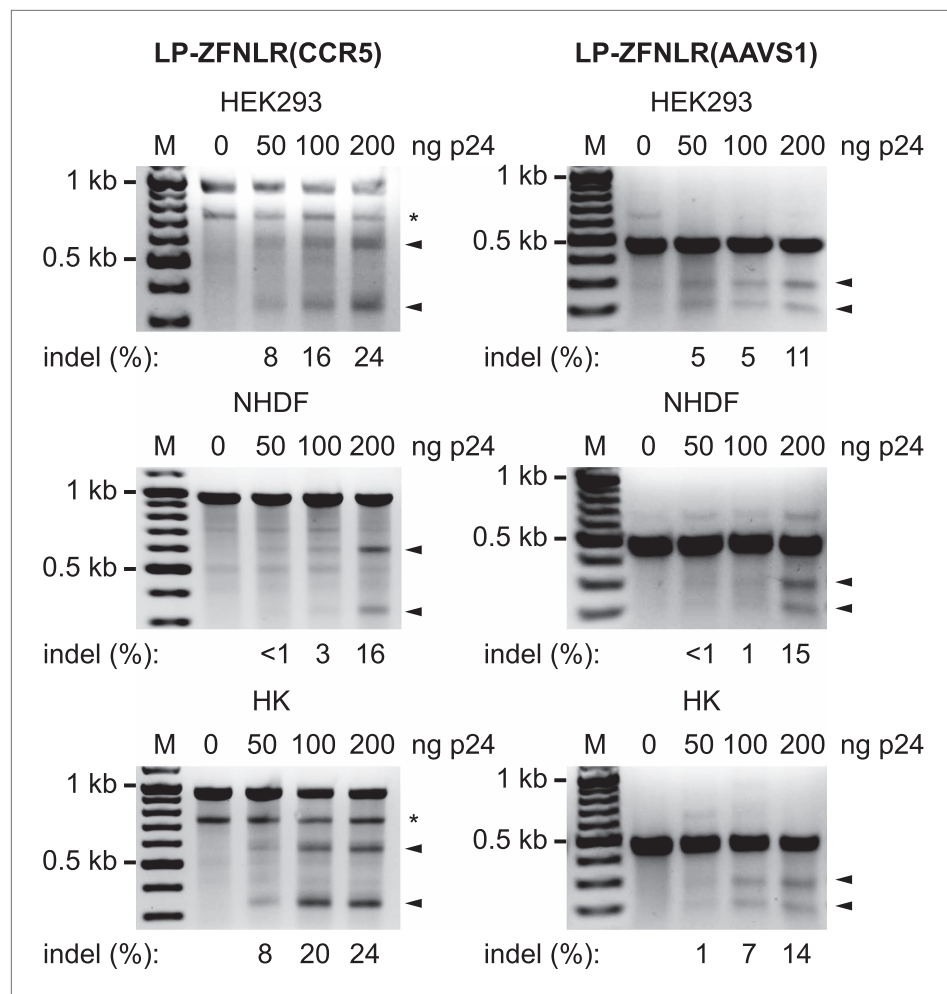 LP-ZFNLR(CCR5)
HEK293
M 0 50 100 200 ng p24
1 kb
*
0.5 kb
indel (%): 8 16 24
NHDF
M 0 50 100 200 ng p24
1 kb
0.5 kb
indel (%): <1 3 16
HK
M 0 50 100 200 ng p24
1 kb
*
0.5 kb
indel (%): 8 20 24
LP-ZFNLR(AAVS1)
HEK293
M 0 50 100 200 ng p24
1 kb
0.5 kb
indel (%): 5 5 11
NHDF
M 0 50 100 200 ng p24
1 kb
0.5 kb
indel (%): <1 1 15
HK
M 0 50 100 200 ng p24
1 kb
0.5 kb
indel (%): 1 7 14